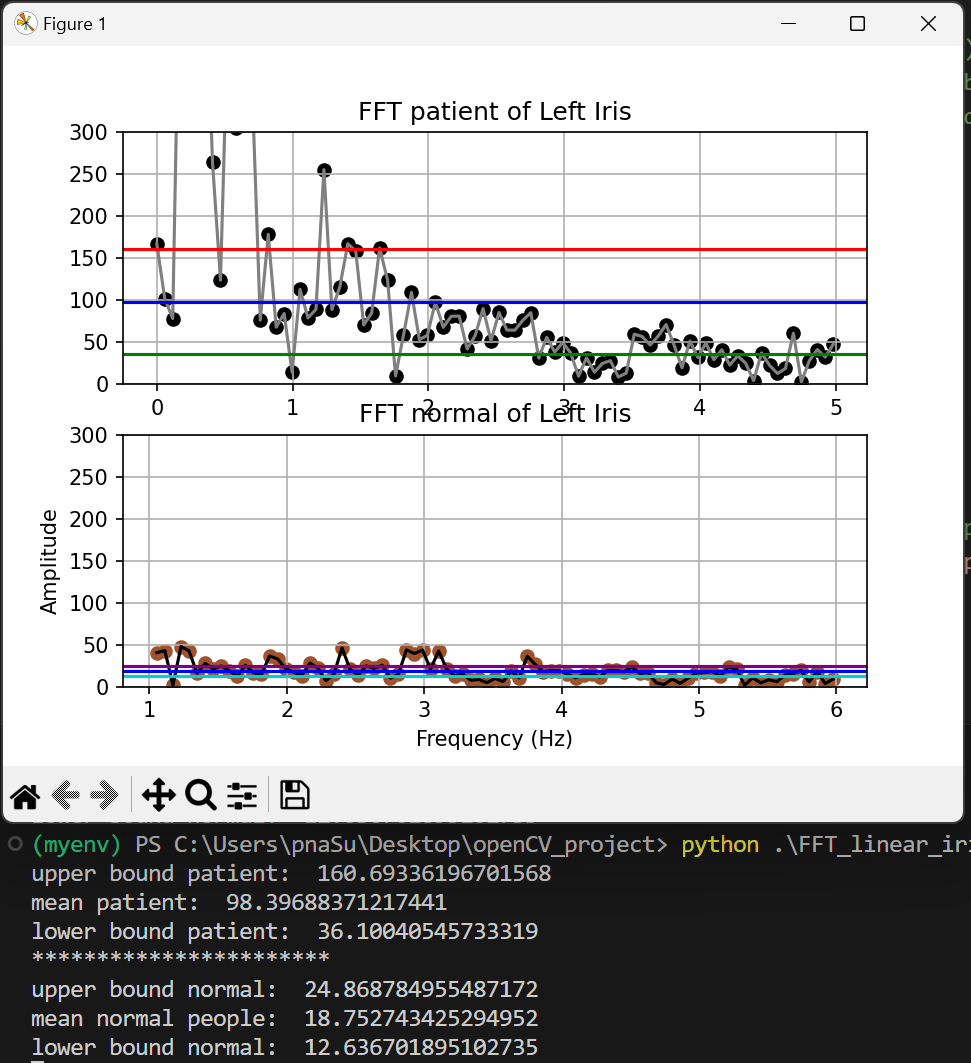 Figure 1
FFT patient of Left Iris
300
250
200
150
100
50
0
0 1 2 3 4 5
FFT normal of Left Iris
300
250
200
150
100
50
0
Amplitude
1 2 3 4 5 6
Frequency (Hz)
(myenv) PS C:\Users\pnaSu\Desktop\openCV_project> python .\FFT_linear_iri
upper bound patient:  160.69336196701568
mean patient:  98.39688371217441
lower bound patient:  36.10040545733319
***********************
upper bound normal:  24.868784955487172
mean normal people:  18.752743425294952
lower bound normal:  12.636701895102735